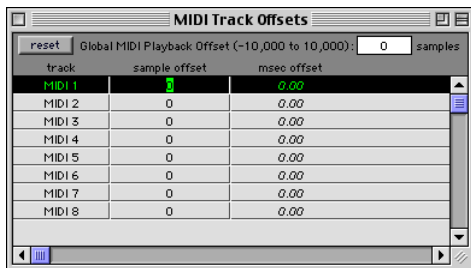 MIDI Track Offsets
reset Global MIDI Playback Offset (-10,000 to 10,000): 0 samples
track sample offset msec offset
MIDI 1 0 0.00
MIDI 2 0 0.00
MIDI 3 0 0.00
MIDI 4 0 0.00
MIDI 5 0 0.00
MIDI 6 0 0.00
MIDI 7 0 0.00
MIDI 8 0 0.00